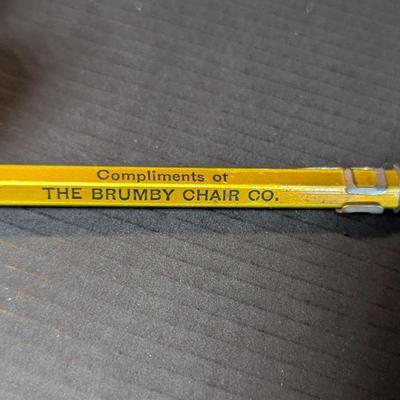 Compliments of
THE BRUMBY CHAIR CO.